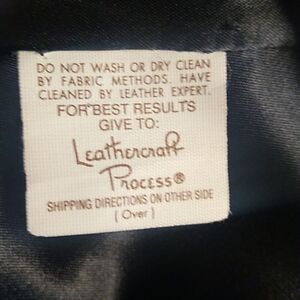 DO NOT WASH OR DRY CLEAN
BY FABRIC METHODS. HAVE
CLEANED BY LEATHER EXPERT.
FOR BEST RESULTS
GIVE TO:
Leathercraft
Process®
SHIPPING DIRECTIONS ON OTHER SIDE
(Over)